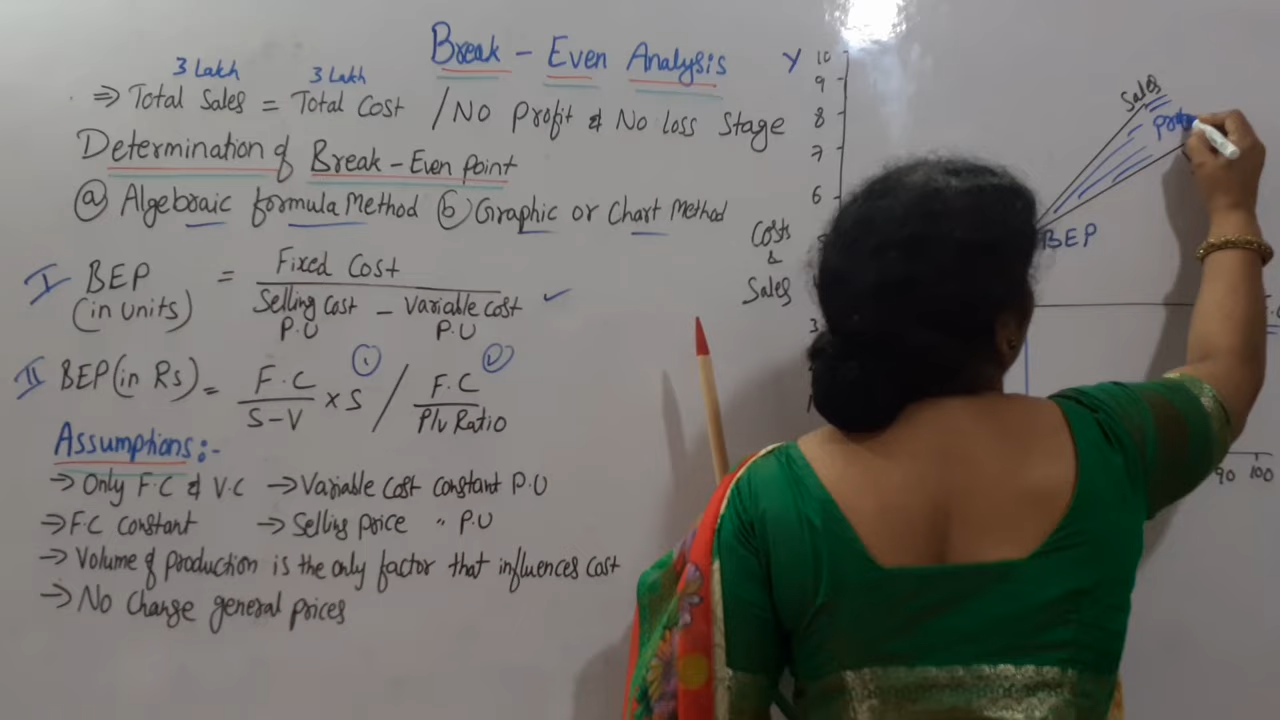 Break - Even Analysis
3 Lakh 3 Lakh
⇒ Total Sales = Total Cost / No Profit & No loss stage
Determination of Break - Even Point
(a) Algebraic formula Method (b) Graphic or Chart Method
I BEP (in units) = Fixed Cost / Selling Cost P.U - Variable Cost P.U ✓
II BEP (in Rs) = F.C / S-V × S (1) / F.C / P/v Ratio (2)
Assumptions:-
→ Only F.C & V.C → Variable cost constant P.U
→ F.C constant → Selling price " P.U
→ Volume of production is the only factor that influences cost
→ No change general prices
Y 10
9
8
7
6
Costs
&
Sales
3
Sales
BEP
90 100